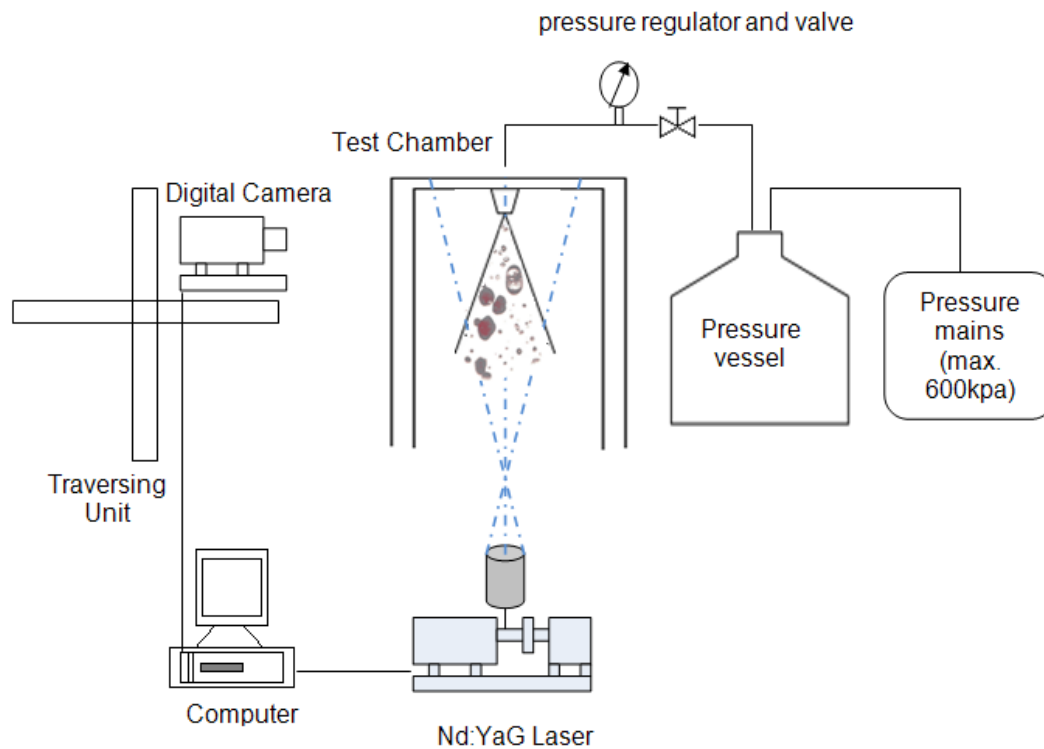 pressure regulator and valve
Test Chamber
Digital Camera
Pressure
vessel
Pressure
mains
(max.
600kpa)
Traversing
Unit
Computer
Nd:YaG Laser